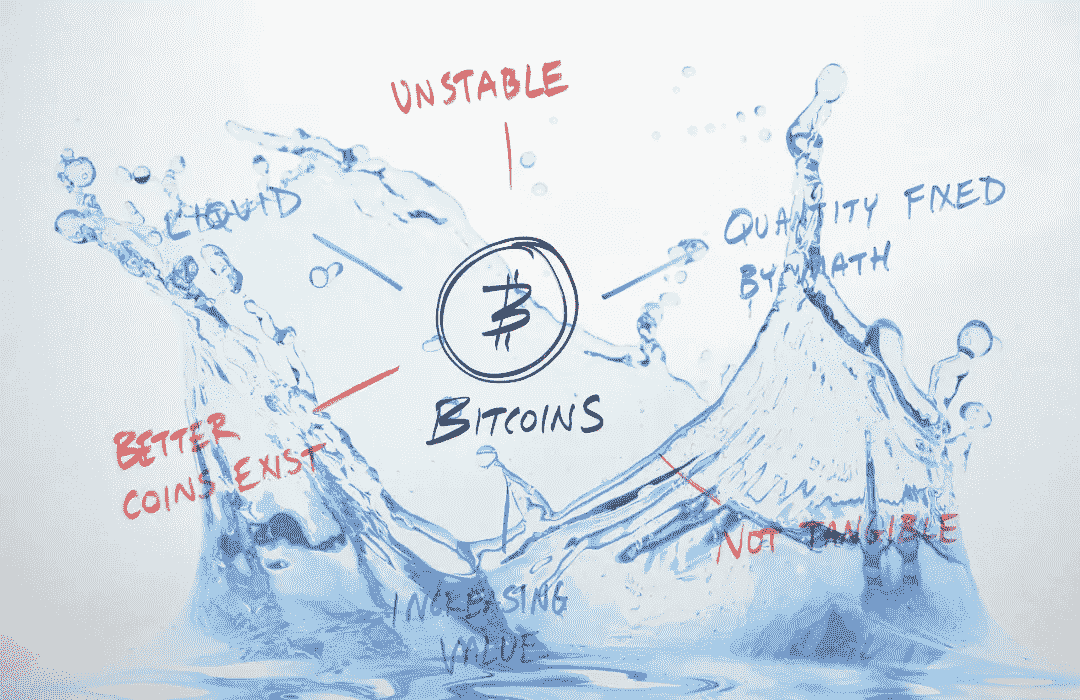 UNSTABLE
LIQUID
QUANTITY FIXED
BY MATH
BITCOINS
BETTER
COINS EXIST
NOT TANGIBLE
INCREASING
VALUE